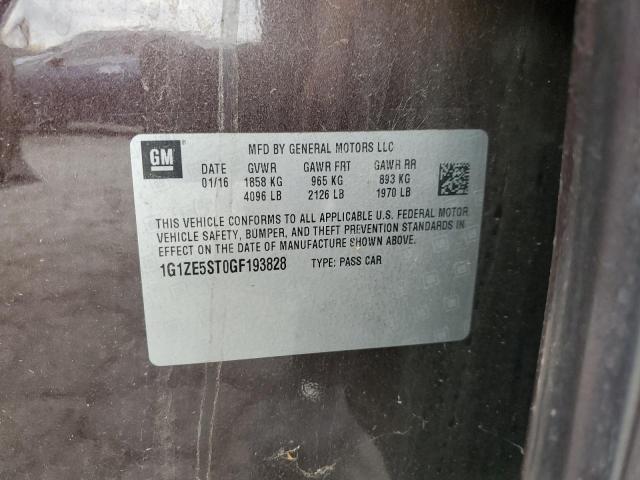 GM
MFD BY GENERAL MOTORS LLC
DATE GVWR GAWR FRT GAWR RR
01/16 1858 KG 965 KG 893 KG
4096 LB 2126 LB 1970 LB
THIS VEHICLE CONFORMS TO ALL APPLICABLE U.S. FEDERAL MOTOR
VEHICLE SAFETY, BUMPER, AND THEFT PREVENTION STANDARDS IN
EFFECT ON THE DATE OF MANUFACTURE SHOWN ABOVE.
1G1ZE5ST0GF193828 TYPE: PASS CAR